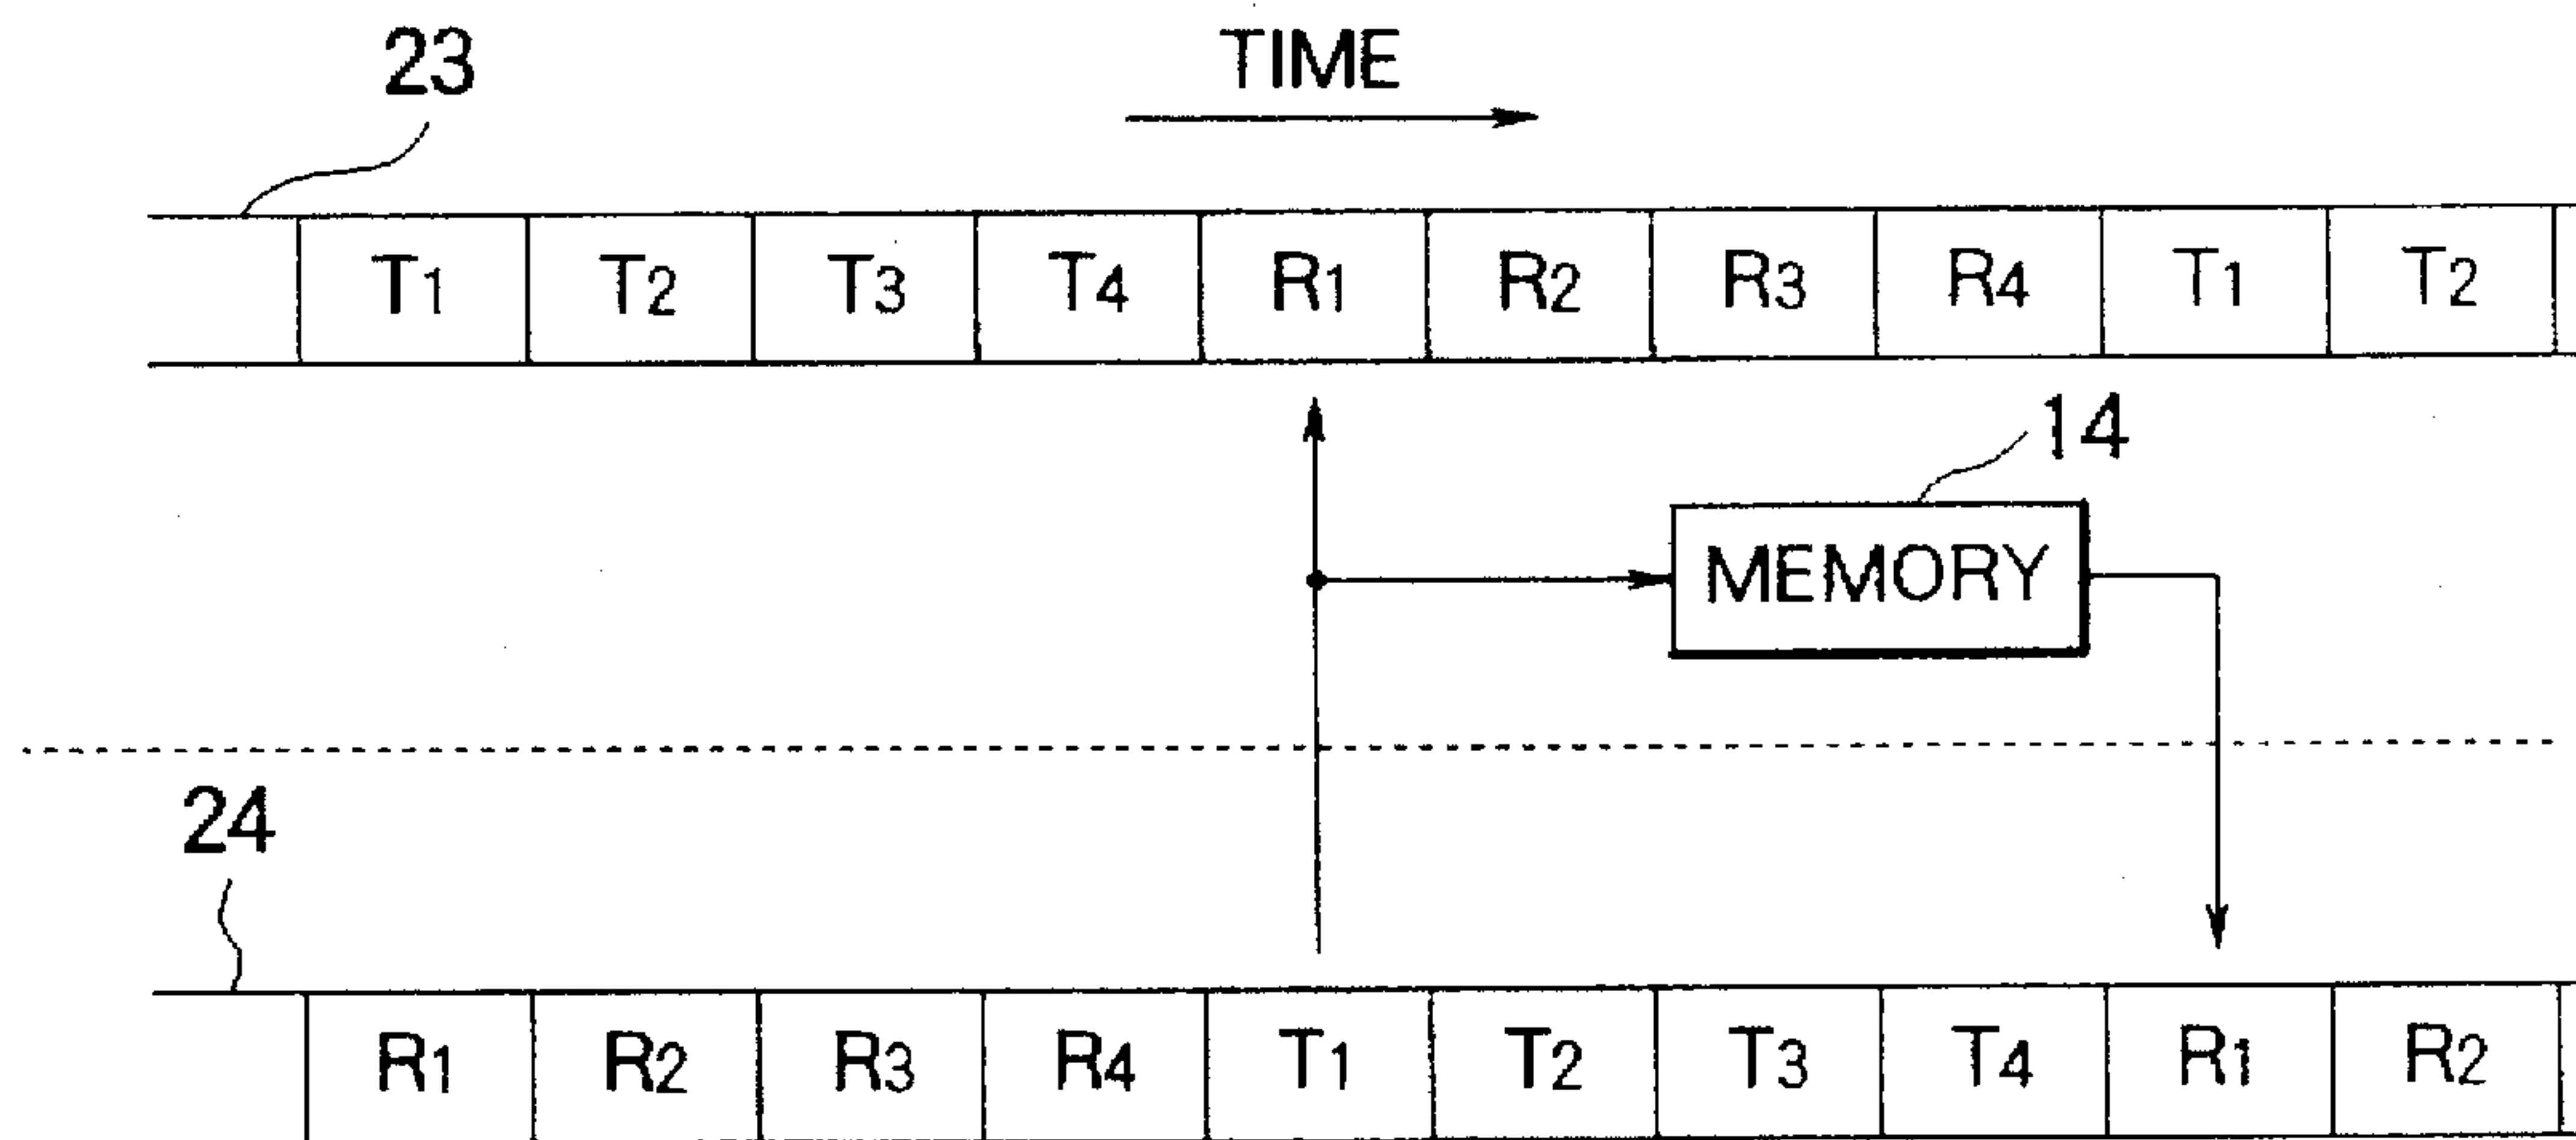 23
TIME
T1 T2 T3 T4 R1 R2 R3 R4 T1 T2
14
MEMORY
24
R1 R2 R3 R4 T1 T2 T3 T4 R1 R2